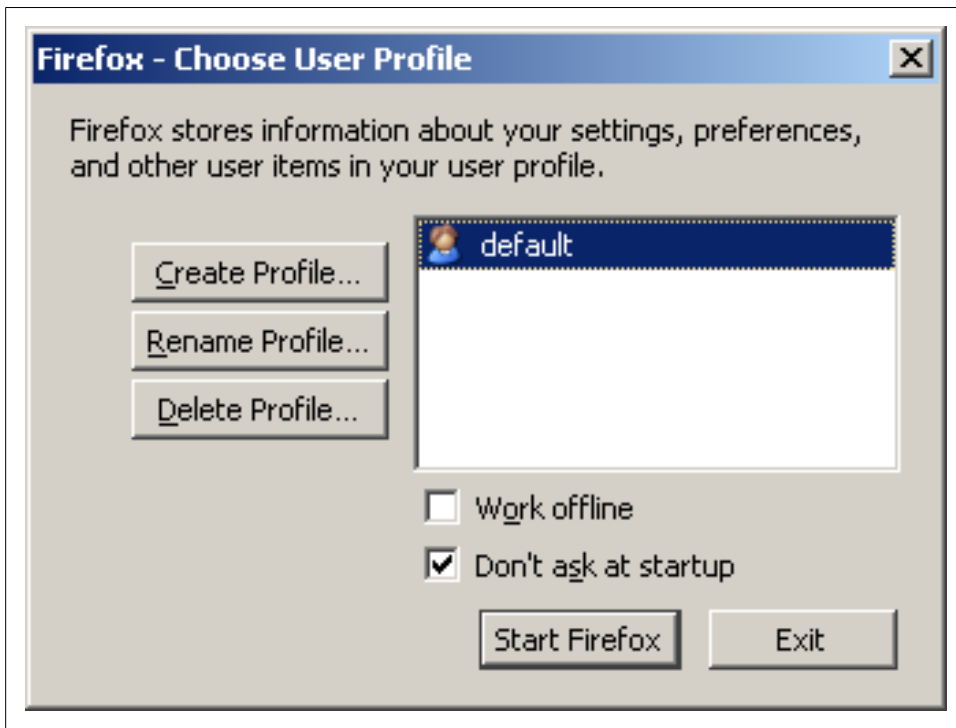 Firefox - Choose User Profile
Firefox stores information about your settings, preferences,
and other user items in your user profile.
default
Create Profile...
Rename Profile...
Delete Profile...
Work offline
Don't ask at startup
Start Firefox
Exit